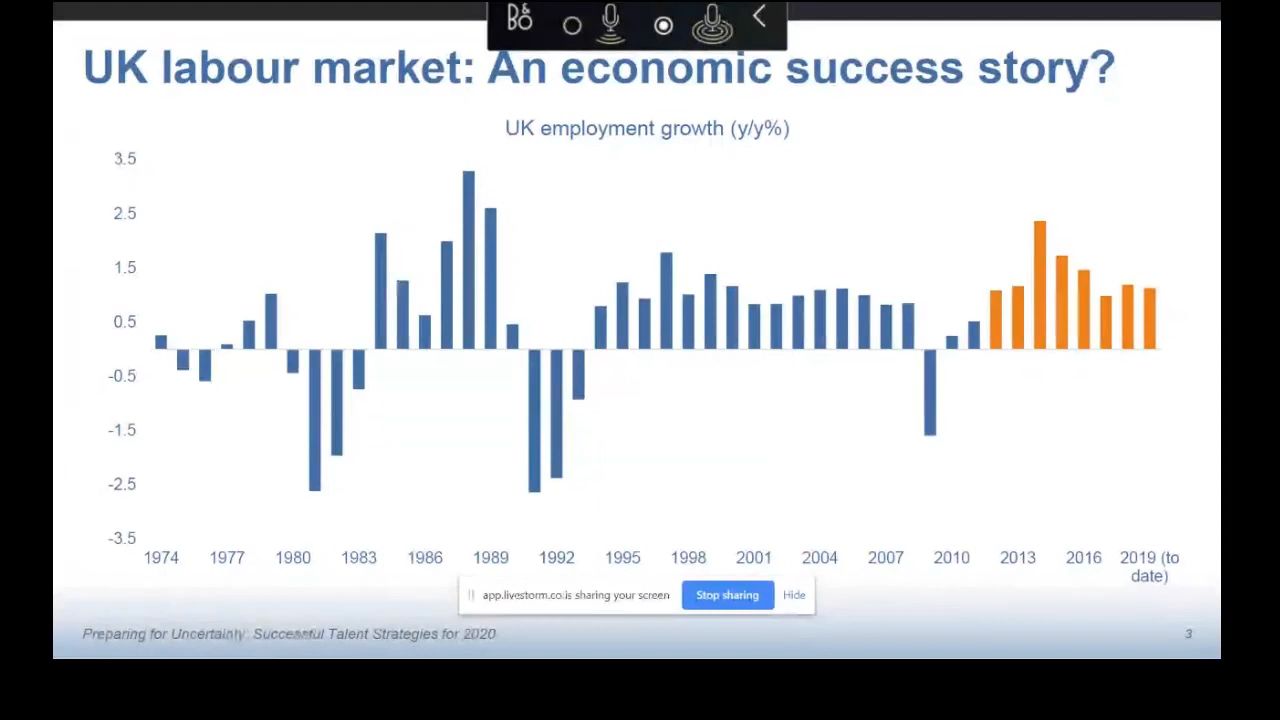 B&O
UK labour market: An economic success story?
UK employment growth (y/y%)
3.5
2.5
1.5
0.5
-0.5
-1.5
-2.5
-3.5
1974 1977 1980 1983 1986 1989 1992 1995 1998 2001 2004 2007 2010 2013 2016 2019 (to
date)
app.livestorm.co is sharing your screen Stop sharing Hide
Preparing for Uncertainty: Successful Talent Strategies for 2020 3